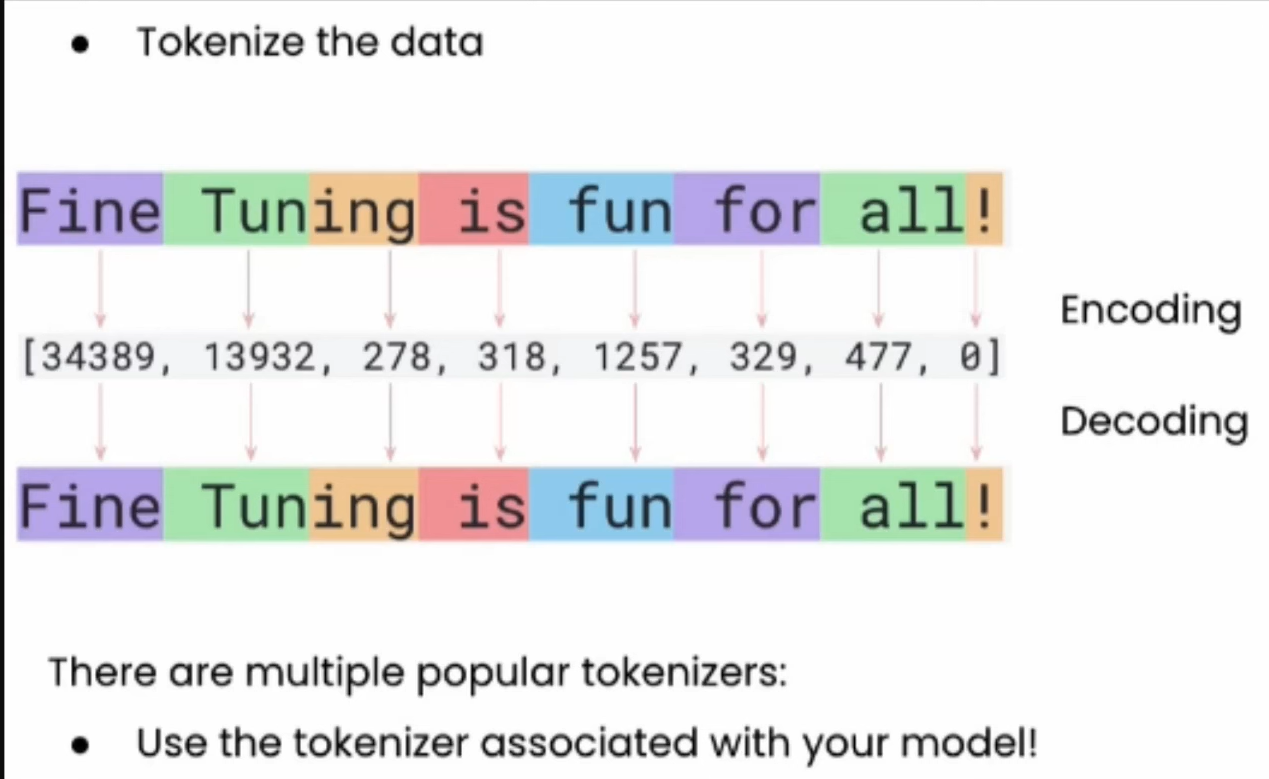 ● Tokenize the data
Fine Tuning is fun for all!
Encoding
[34389, 13932, 278, 318, 1257, 329, 477, 0]
Decoding
Fine Tuning is fun for all!
There are multiple popular tokenizers:
● Use the tokenizer associated with your model!